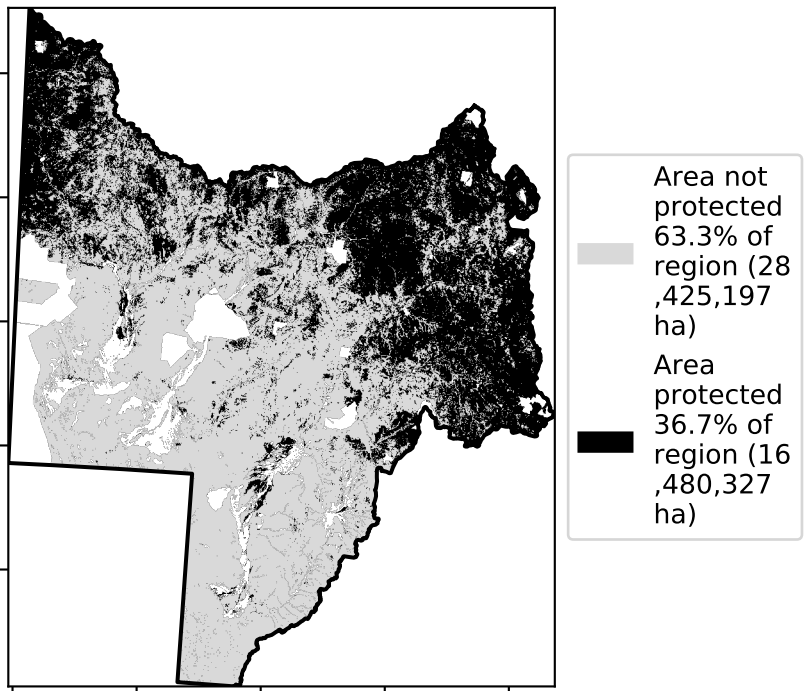 Area not
protected
63.3% of
region (28
,425,197
ha)
Area
protected
36.7% of
region (16
,480,327
ha)